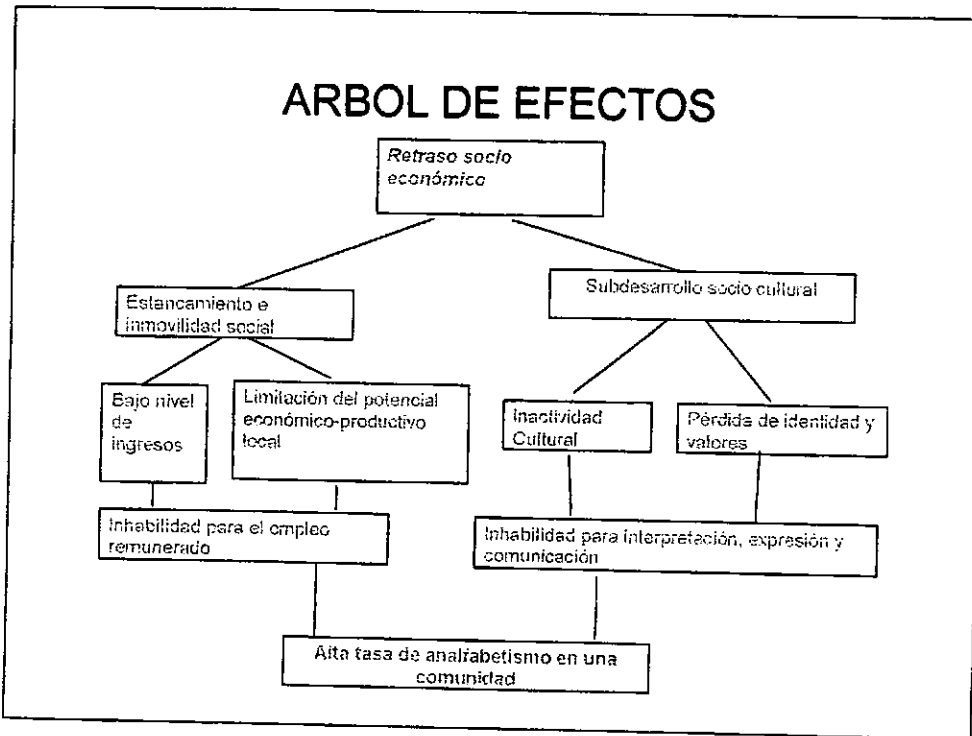 ARBOL DE EFECTOS
Retraso socio
económico
Estancamiento e
inmovilidad social
Subdesarrollo socio cultural
Bajo nivel
de
ingresos
Limitación del potencial
económico-productivo
local
Inactividad
Cultural
Pérdida de identidad y
valores
Inhabilidad para el empleo
remunerado
Inhabilidad para interpretación, expresión y
comunicación
Alta tasa de analfabetismo en una
comunidad